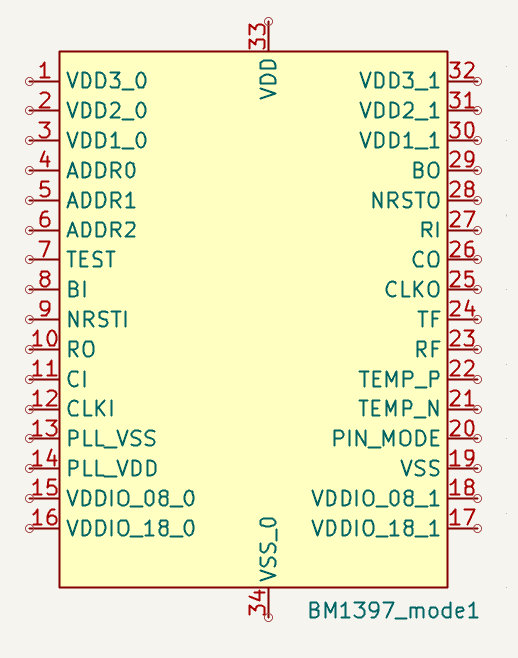 33
VDD
1 VDD3_0 VDD3_1 32
2 VDD2_0 VDD2_1 31
3 VDD1_0 VDD1_1 30
4 ADDR0 BO 29
5 ADDR1 NRSTO 28
6 ADDR2 RI 27
7 TEST CO 26
8 BI CLKO 25
9 NRSTI TF 24
10 RO RF 23
11 CI TEMP_P 22
12 CLKI TEMP_N 21
13 PLL_VSS PIN_MODE 20
14 PLL_VDD VSS 19
15 VDDIO_08_0 VDDIO_08_1 18
16 VDDIO_18_0 VDDIO_18_1 17
VSS_0
34
BM1397_mode1